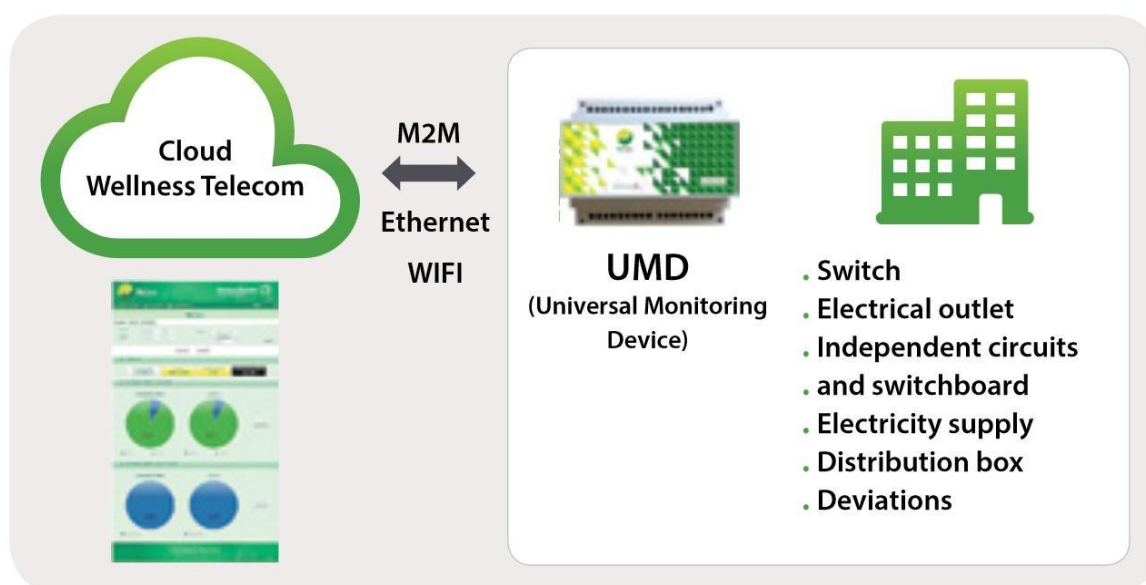 Cloud
Wellness Telecom
M2M
Ethernet
WIFI
UMD
(Universal Monitoring
Device)
. Switch
. Electrical outlet
. Independent circuits
. and switchboard
. Electricity supply
. Distribution box
. Deviations